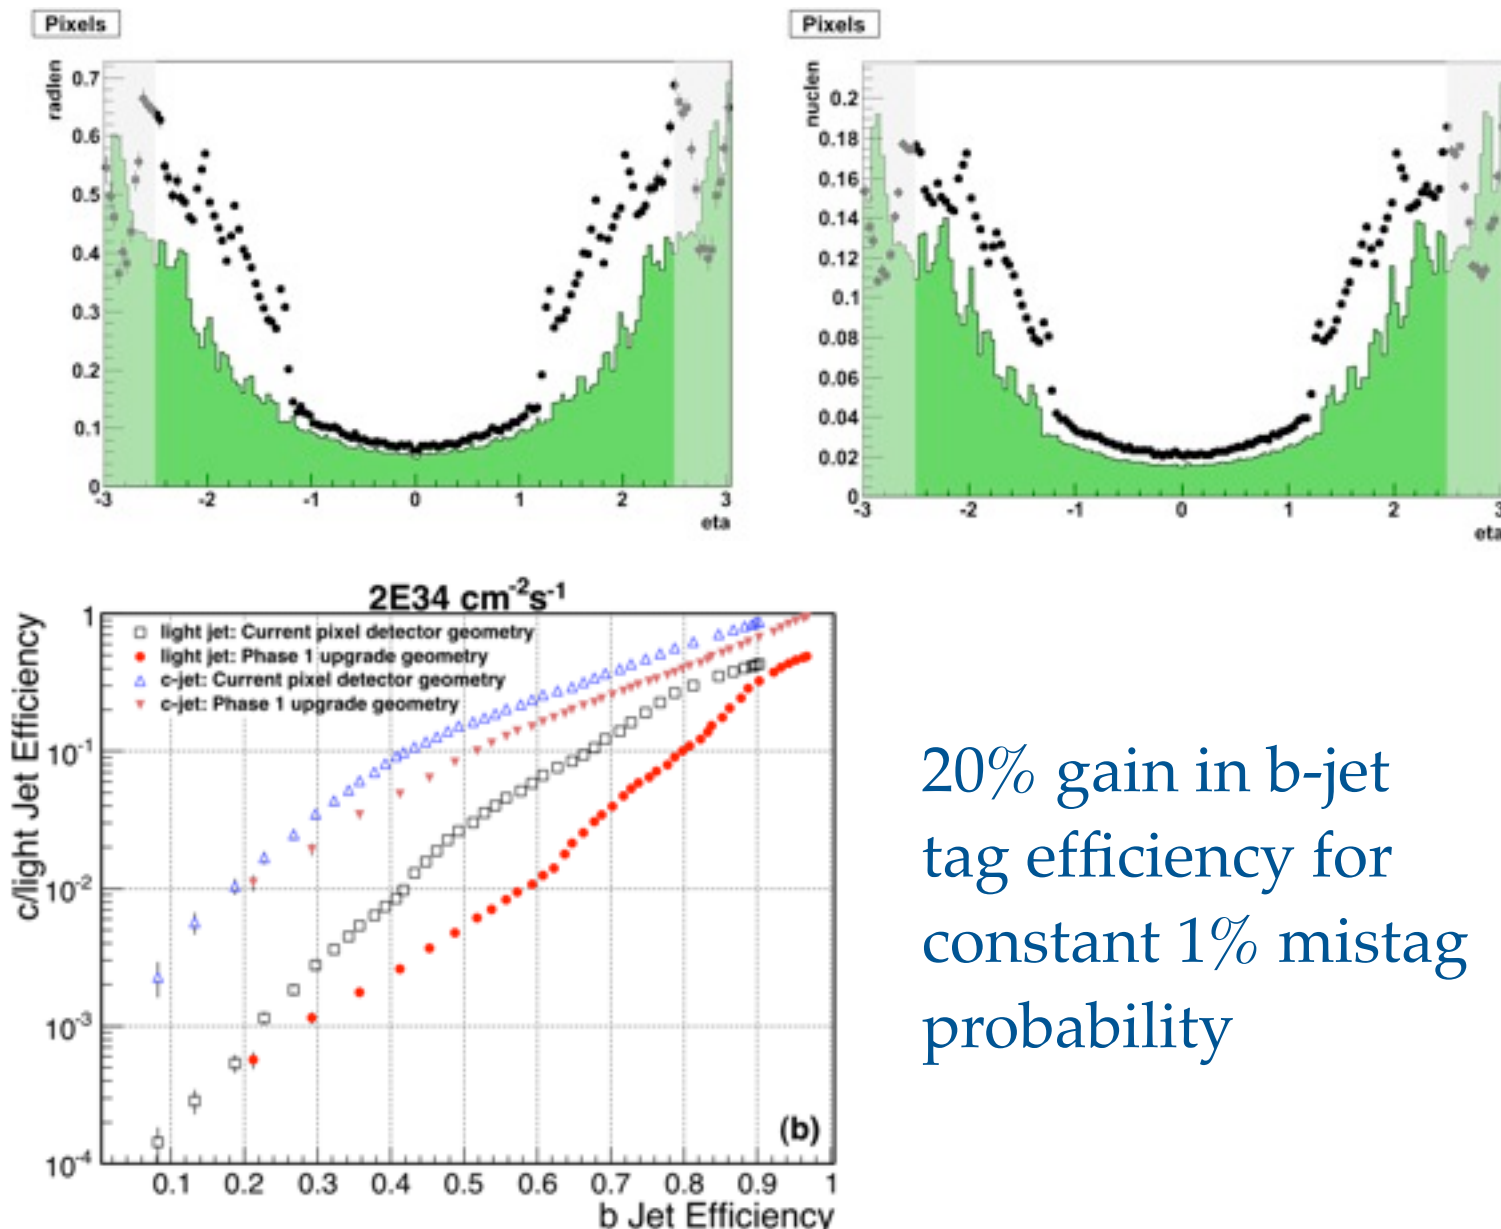 Pixels
radlen
0.7
0.6
0.5
0.4
0.3
0.2
0.1
0
-3 -2 -1 0 1 2 3
eta
Pixels
nuclen
0.2
0.18
0.16
0.14
0.12
0.1
0.08
0.06
0.04
0.02
0
-3 -2 -1 0 1 2 3
eta
2E34 cm⁻²s⁻¹
c/light Jet Efficiency
light jet: Current pixel detector geometry
light jet: Phase 1 upgrade geometry
c-jet: Current pixel detector geometry
c-jet: Phase 1 upgrade geometry
1
10⁻¹
10⁻²
10⁻³
10⁻⁴
(b)
0.1 0.2 0.3 0.4 0.5 0.6 0.7 0.8 0.9 1
b Jet Efficiency
20% gain in b-jet
tag efficiency for
constant 1% mistag
probability